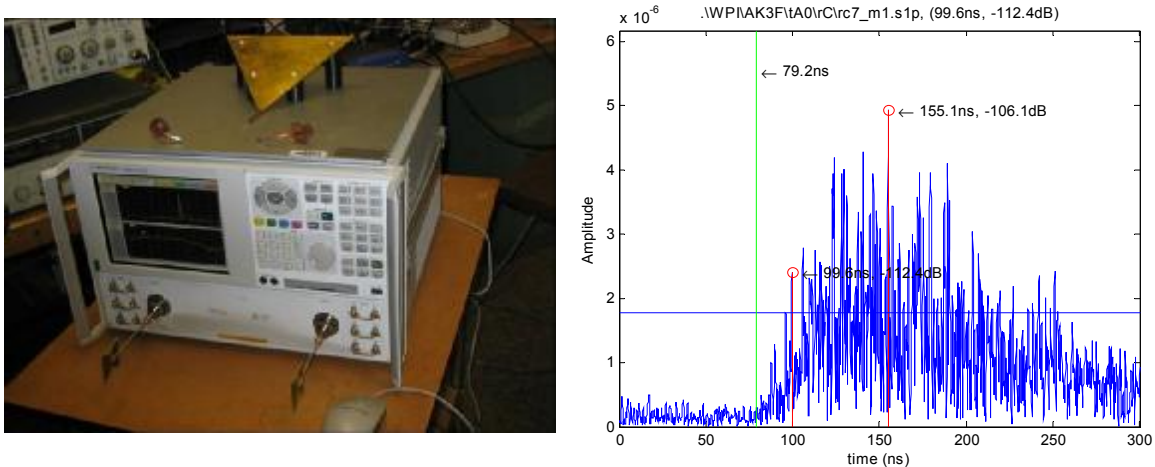 x 10^-6
.\WPI\AK3F\tA0\rC\rc7_m1.s1p, (99.6ns, -112.4dB)
6
← 79.2ns
5
← 155.1ns, -106.1dB
4
Amplitude
3
← 99.6ns, -112.4dB
2
1
0
0 50 100 150 200 250 300
time (ns)